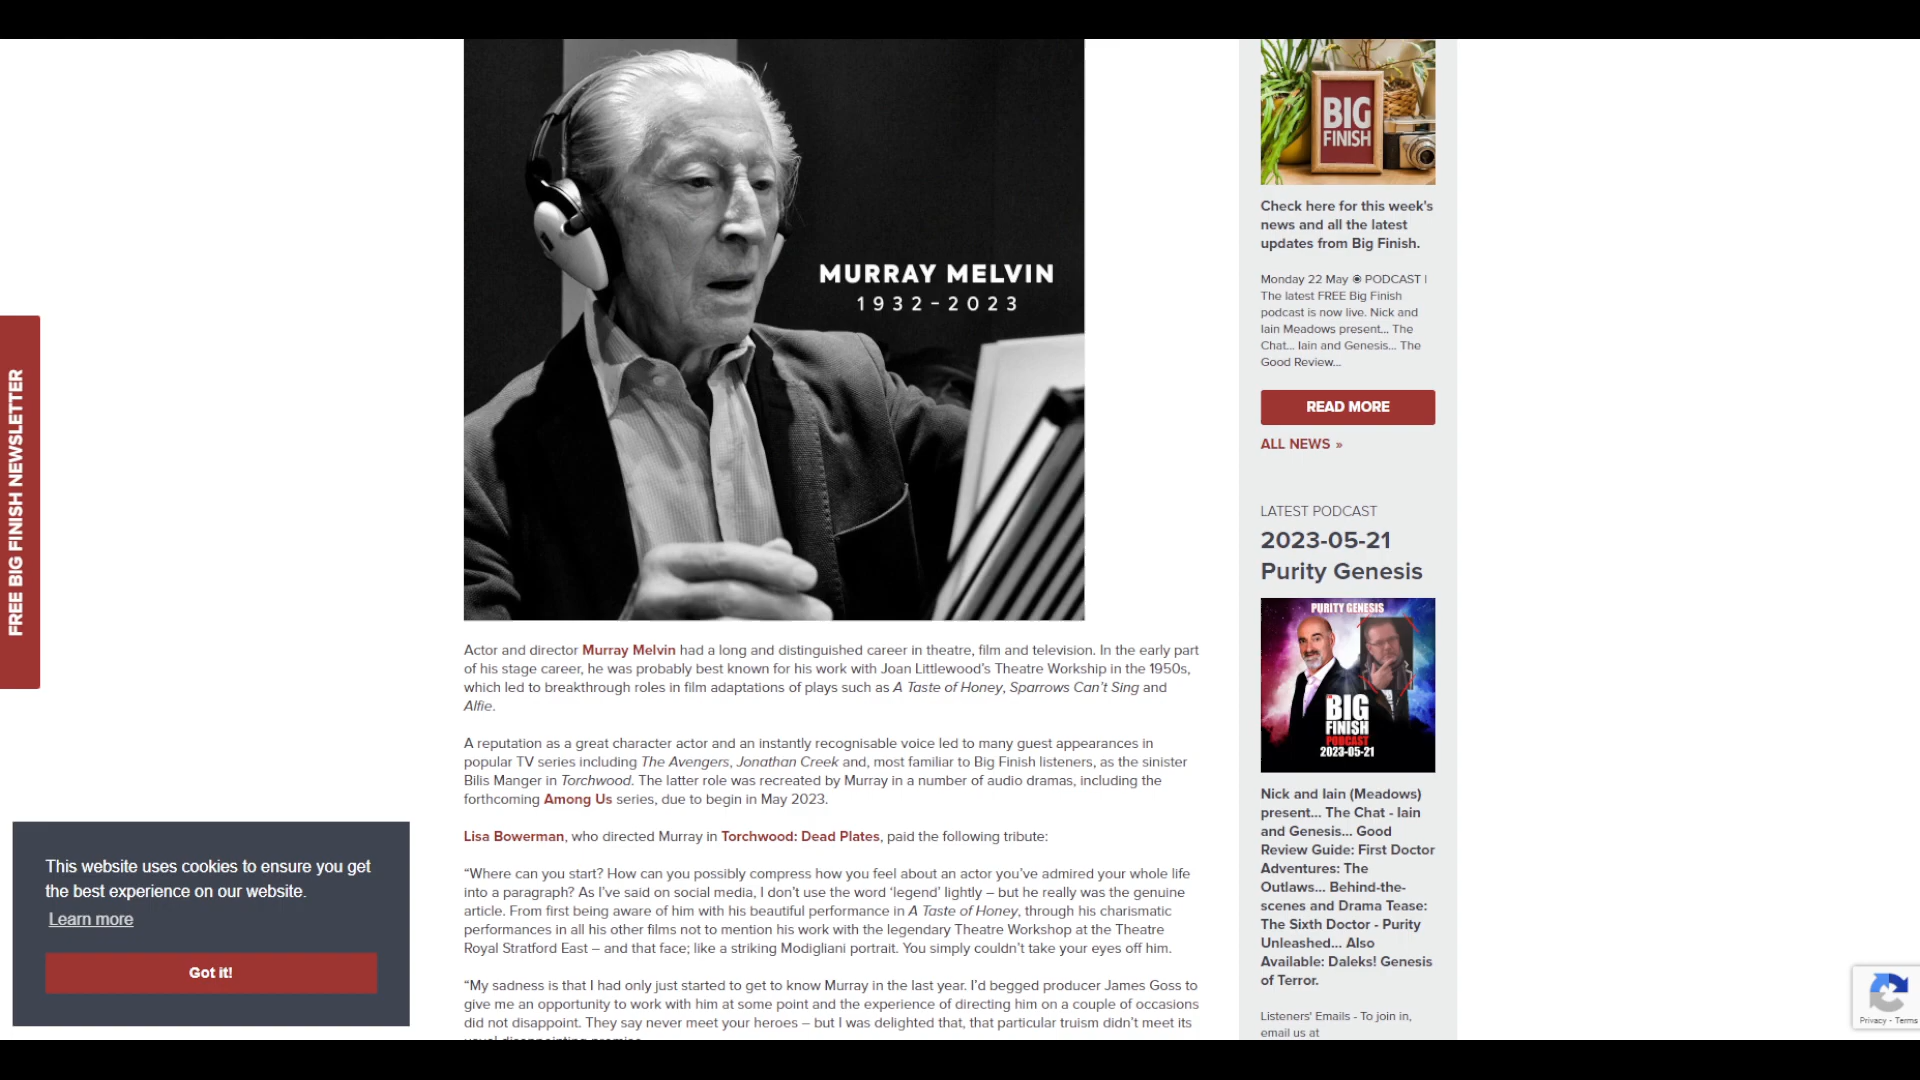 MURRAY MELVIN
1932-2023
Actor and director Murray Melvin had a long and distinguished career in theatre, film and television. In the early part
of his stage career, he was probably best known for his work with Joan Littlewood's Theatre Workship in the 1950s,
which led to breakthrough roles in film adaptations of plays such as A Taste of Honey, Sparrows Can't Sing and
Alfie.
A reputation as a great character actor and an instantly recognisable voice led to many guest appearances in
popular TV series including The Avengers, Jonathan Creek and, most familiar to Big Finish listeners, as the sinister
Bilis Manger in Torchwood. The latter role was recreated by Murray in a number of audio dramas, including the
forthcoming Among Us series, due to begin in May 2023.
Lisa Bowerman, who directed Murray in Torchwood: Dead Plates, paid the following tribute:
“Where can you start? How can you possibly compress how you feel about an actor you've admired your whole life
into a paragraph? As I've said on social media, I don't use the word ‘legend’ lightly – but he really was the genuine
article. From first being aware of him with his beautiful performance in A Taste of Honey, through his charismatic
performances in all his other films not to mention his work with the legendary Theatre Workshop at the Theatre
Royal Stratford East – and that face; like a striking Modigliani portrait. You simply couldn't take your eyes off him.
“My sadness is that I had only just started to get to know Murray in the last year. I'd begged producer James Goss to
give me an opportunity to work with him at some point and the experience of directing him on a couple of occasions
did not disappoint. They say never meet your heroes – but I was delighted that, that particular truism didn't meet its
BIG
FINISH
Check here for this week's
news and all the latest
updates from Big Finish.
Monday 22 May ⦿ PODCAST |
The latest FREE Big Finish
podcast is now live. Nick and
Iain Meadows present... The
Chat... Iain and Genesis... The
Good Review...
READ MORE
ALL NEWS »
LATEST PODCAST
2023-05-21
Purity Genesis
PURITY GENESIS
BIG
FINISH
PODCAST
2023-05-21
Nick and Iain (Meadows)
present... The Chat - Iain
and Genesis... Good
Review Guide: First Doctor
Adventures: The
Outlaws... Behind-the-
scenes and Drama Tease:
The Sixth Doctor - Purity
Unleashed... Also
Available: Daleks! Genesis
of Terror.
Listeners' Emails - To join in,
email us at
FREE BIG FINISH NEWSLETTER
This website uses cookies to ensure you get
the best experience on our website.
Learn more
Got it!
Privacy - Terms